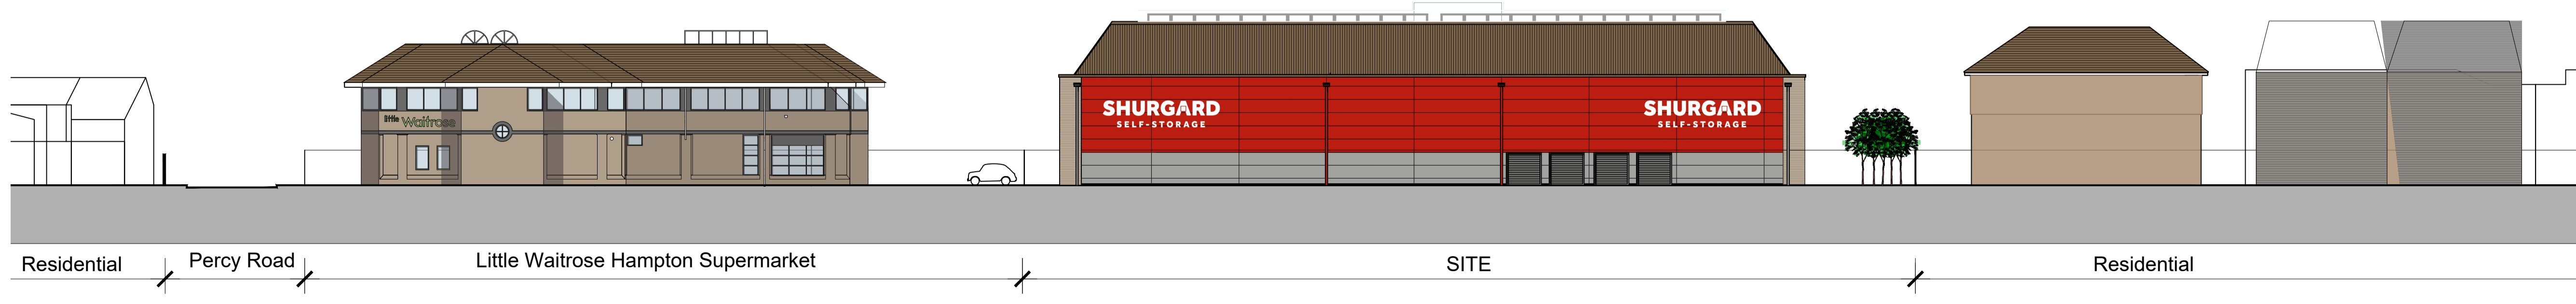 little Waitrose
SHURGARD
SELF-STORAGE
SHURGARD
SELF-STORAGE
Residential
Percy Road
Little Waitrose Hampton Supermarket
SITE
Residential